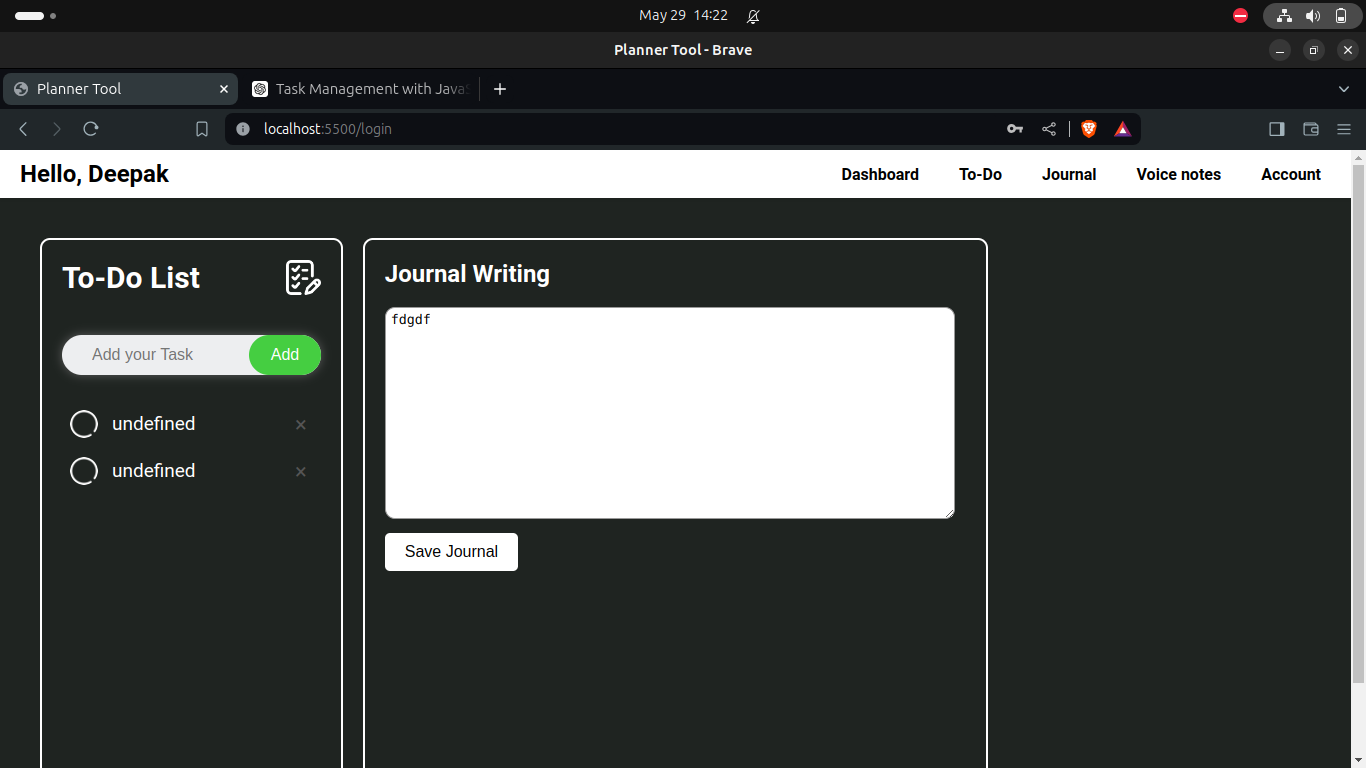 May 29 14:22
Planner Tool - Brave
Planner Tool
Task Management with Java
localhost:5500/login
Hello, Deepak
Dashboard
To-Do
Journal
Voice notes
Account
To-Do List
Add your Task
Add
undefined
undefined
Journal Writing
fdgdf
Save Journal